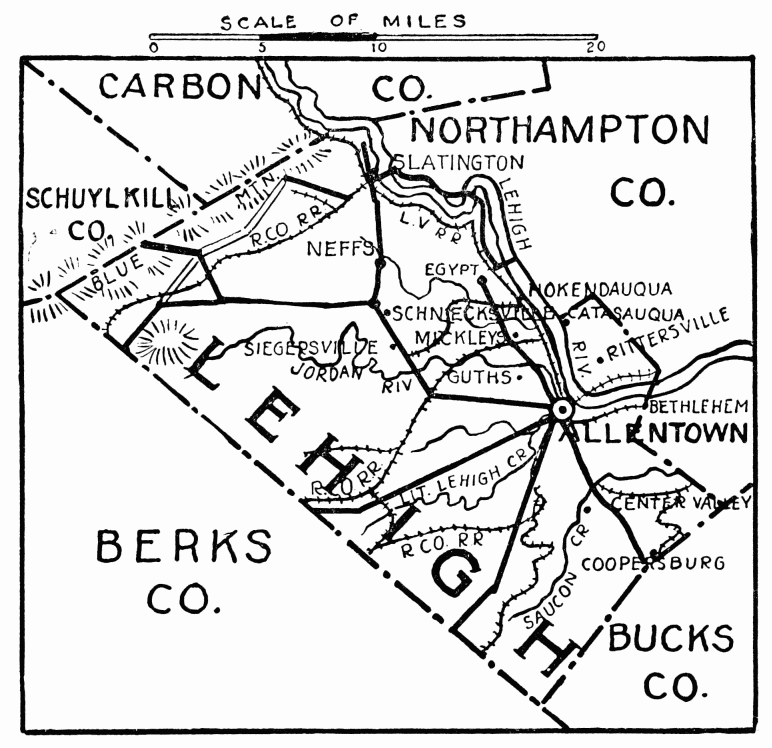 SCALE OF MILES
0 5 10 20
CARBON CO.
NORTHAMPTON
CO.
SLATINGTON
SCHUYLKILL
CO.
BLUE MTN.
R.CO. RR
L.V RR
LEHIGH
NEFFS
EGYPT
HOKENDAUQUA
SCHNECKSVILLE
CATASAUQUA
MICKLEYS
RITTERSVILLE
SIEGERSVILLE
RIV
JORDAN RIV
GUTHS
BETHLEHEM
ALLENTOWN
LEHIGH
R.CO. RR
LIT. LEHIGH CR
CENTER VALLEY
R CO. RR
COOPERSBURG
SAUCON CR
BERKS
CO.
BUCKS
CO.